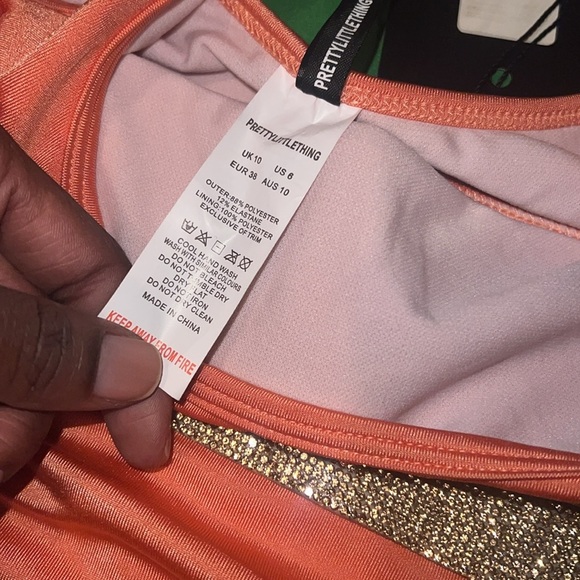 PRETTYLITTLETHING
PRETTYLITTLETHING
UK 10 US 6
EUR 38 AUS 10
OUTER:88% POLYESTER
12% ELASTANE
LINING:100% POLYESTER
EXCLUSIVE OF TRIM
COOL HAND WASH
WASH WITH SIMILAR COLOURS
DO NOT BLEACH
DO NOT TUMBLE DRY
DRY FLAT
DO NOT IRON
DO NOT DRY CLEAN
MADE IN CHINA
KEEP AWAY FROM FIRE